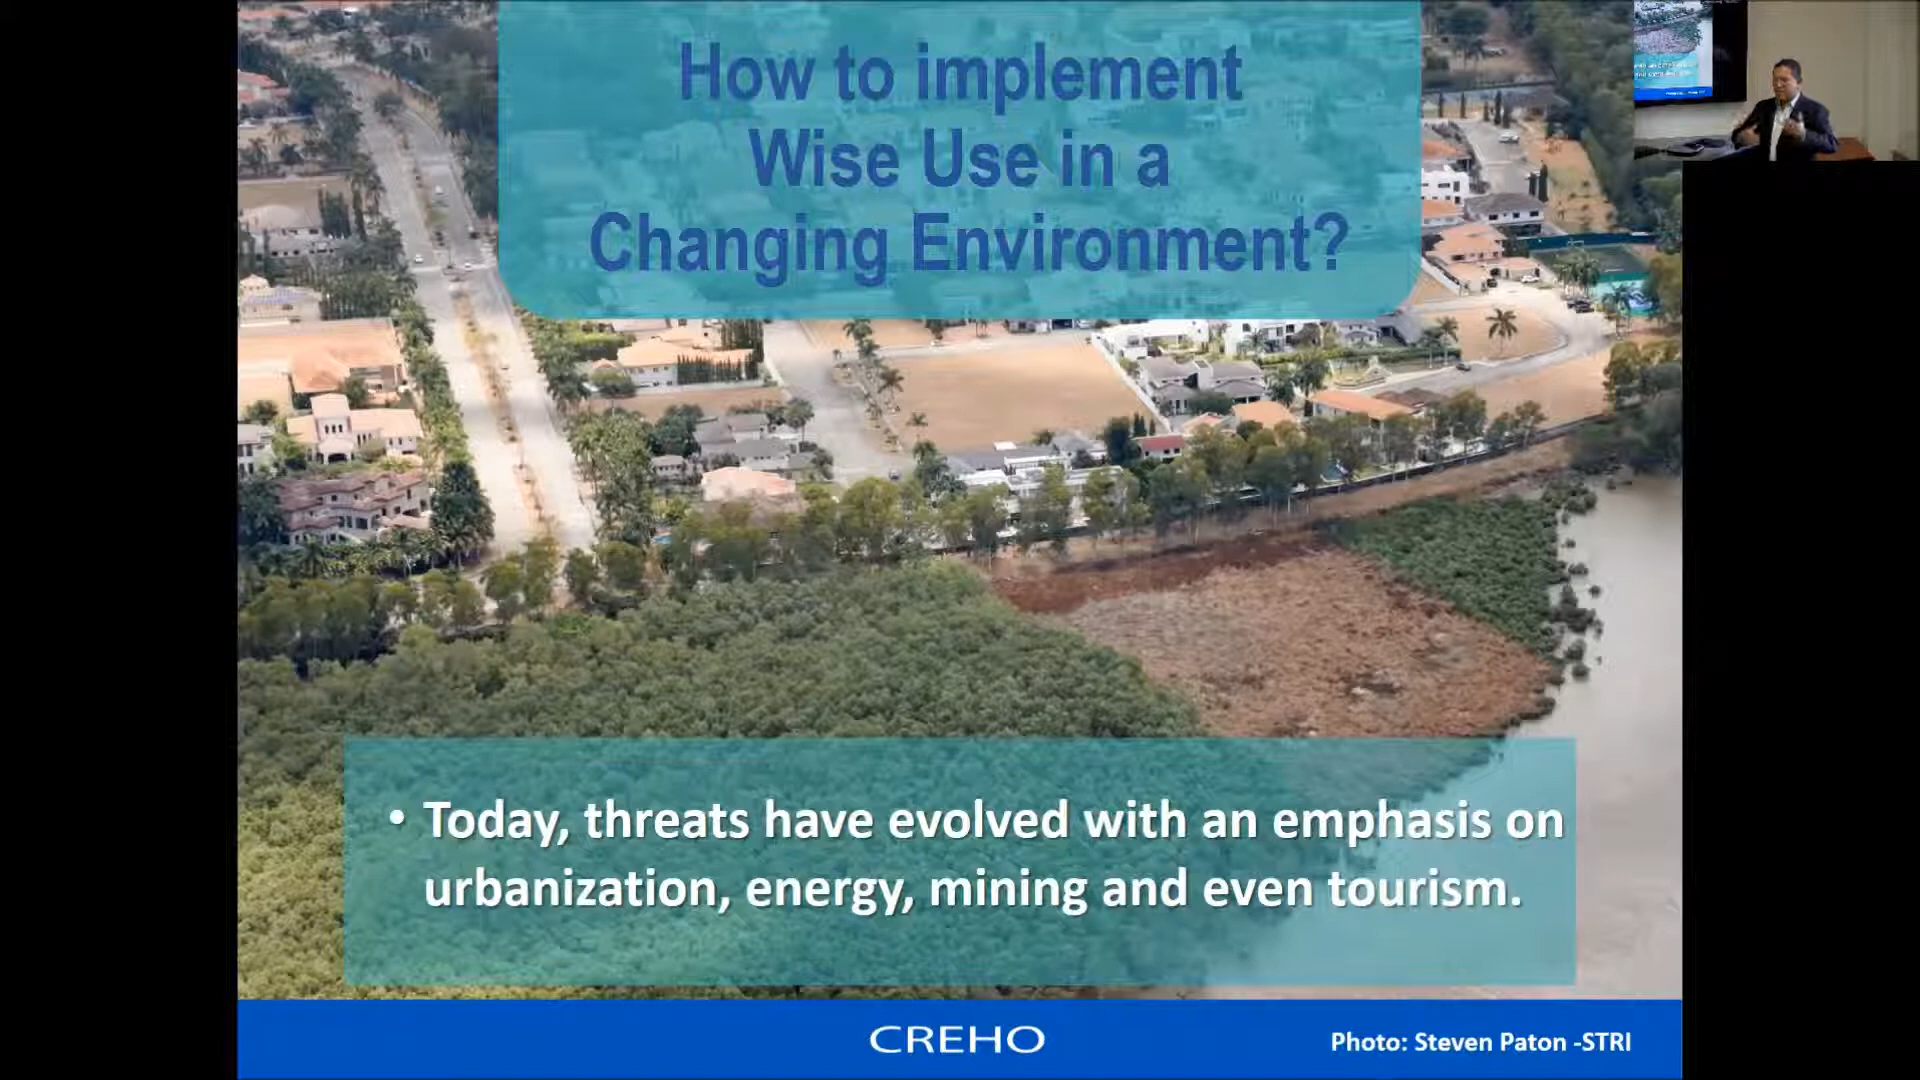 How to implement
Wise Use in a
Changing Environment?
• Today, threats have evolved with an emphasis on
urbanization, energy, mining and even tourism.
CREHO
Photo: Steven Paton -STRI